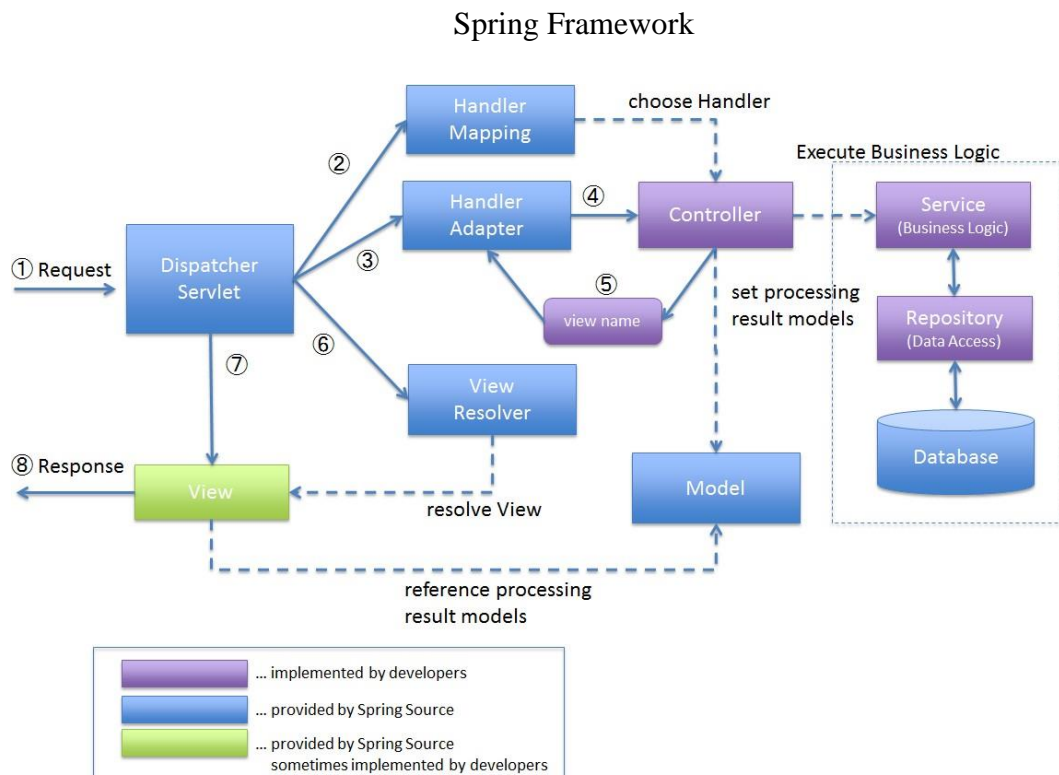 Spring Framework
Handler
Mapping
choose Handler
②
Execute Business Logic
Handler
Adapter
④
Controller
Service
(Business Logic)
① Request
Dispatcher
Servlet
③
⑤
view name
set processing
result models
Repository
(Data Access)
⑥
⑦
View
Resolver
Database
⑧ Response
View
resolve View
Model
reference processing
result models
... implemented by developers
... provided by Spring Source
... provided by Spring Source
sometimes implemented by developers